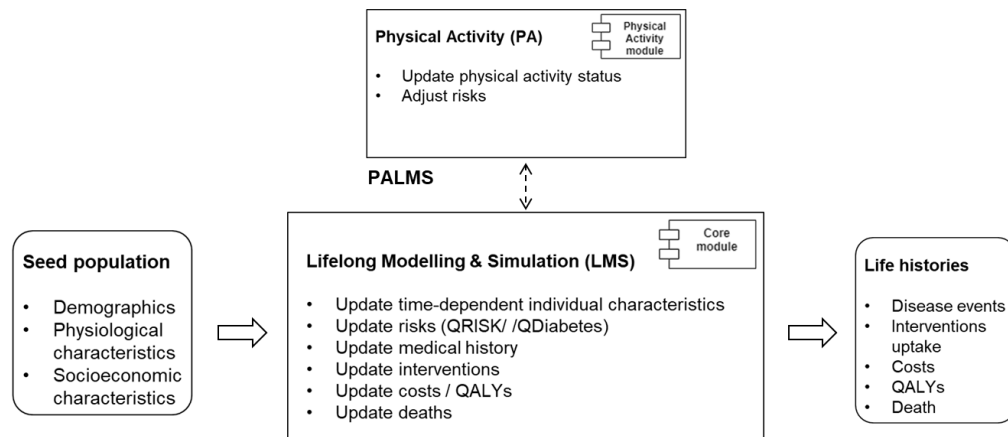 Physical Activity (PA)
Physical
Activity
module
• Update physical activity status
• Adjust risks
PALMS
Seed population
• Demographics
• Physiological
characteristics
• Socioeconomic
characteristics
Core
module
Lifelong Modelling & Simulation (LMS)
• Update time-dependent individual characteristics
• Update risks (QRISK/ /QDiabetes)
• Update medical history
• Update interventions
• Update costs / QALYs
• Update deaths
Life histories
• Disease events
• Interventions
uptake
• Costs
• QALYs
• Death